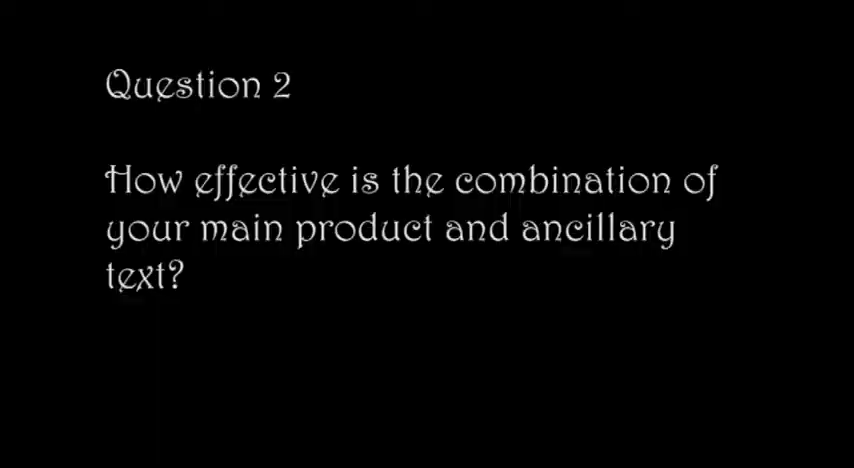 Question 2
How effective is the combination of
your main product and ancillary
text?